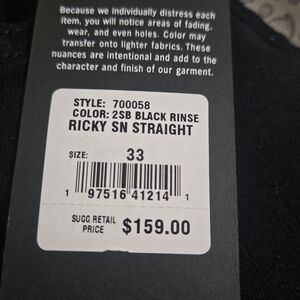 Because we individually distress each
item, you will notice areas of fading,
wear, and even holes. Color may
transfer onto lighter fabrics. These
nuances are intentional and add to the
character and finish of our garment.
STYLE: 700058
COLOR: 2SB BLACK RINSE
RICKY SN STRAIGHT
SIZE: 33
1 97516 41214 1
SUGG RETAIL
PRICE $159.00